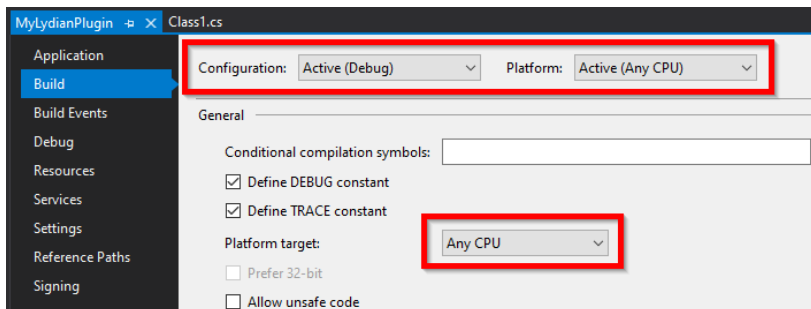 MyLydianPlugin Class1.cs
Application
Build
Build Events
Debug
Resources
Services
Settings
Reference Paths
Signing
Configuration: Active (Debug) Platform: Active (Any CPU)
General
Conditional compilation symbols:
Define DEBUG constant
Define TRACE constant
Platform target: Any CPU
Prefer 32-bit
Allow unsafe code